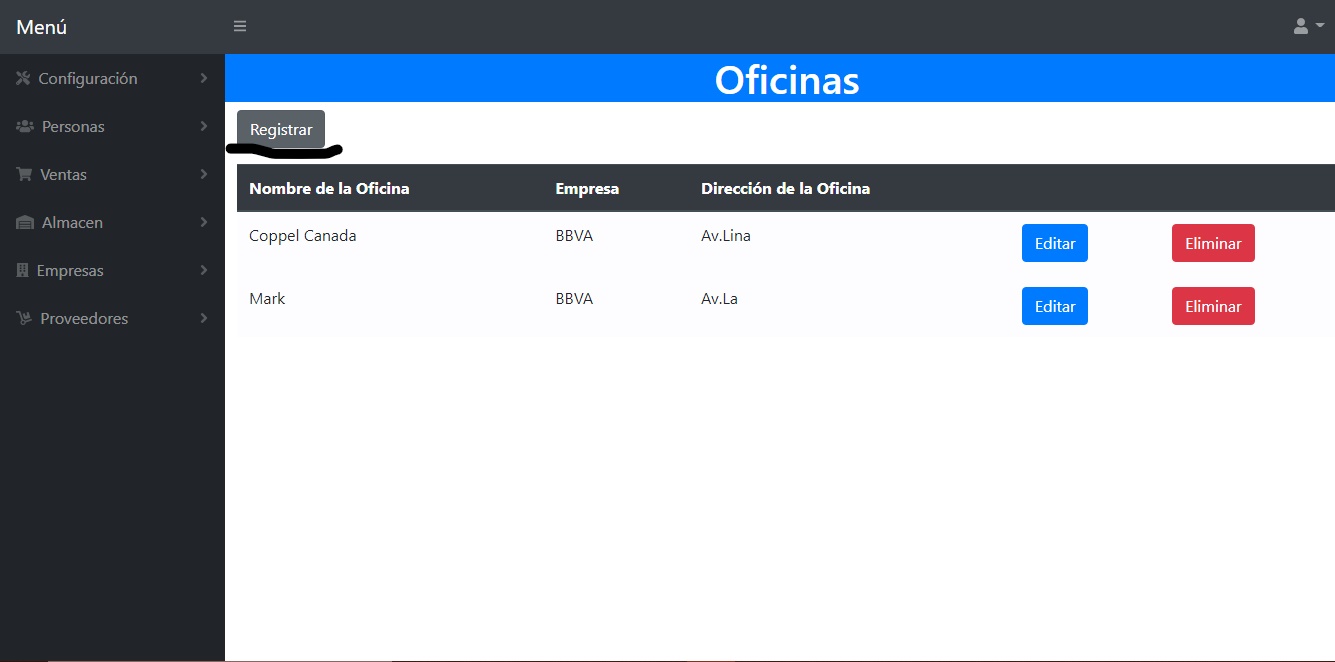 Menú
Configuración
Personas
Ventas
Almacen
Empresas
Proveedores
Oficinas
Registrar
Nombre de la Oficina Empresa Dirección de la Oficina
Coppel Canada BBVA Av.Lina Editar Eliminar
Mark BBVA Av.La Editar Eliminar